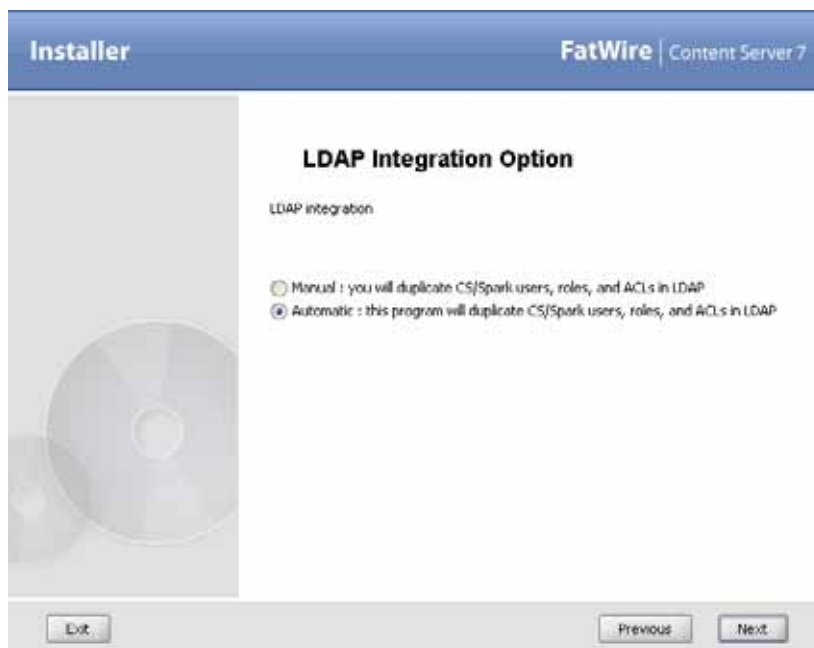 Installer
FatWire | Content Server 7
LDAP Integration Option
LDAP integration
Manual : you will duplicate CS/Spark users, roles, and ACLs in LDAP
Automatic : this program will duplicate CS/Spark users, roles, and ACLs in LDAP
Exit
Previous
Next